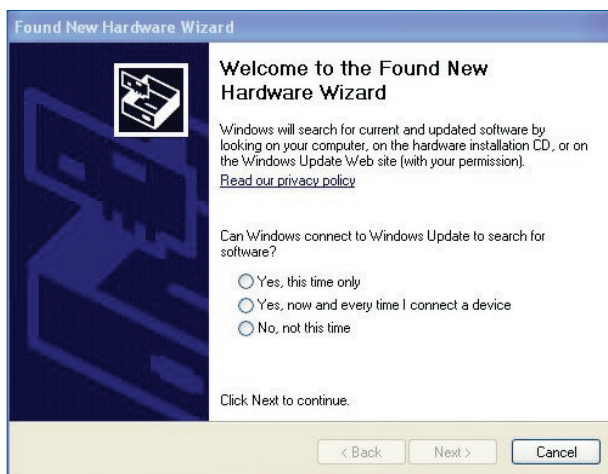 Found New Hardware Wizard
Welcome to the Found New
Hardware Wizard
Windows will search for current and updated software by
looking on your computer, on the hardware installation CD, or on
the Windows Update Web site (with your permission).
Read our privacy policy
Can Windows connect to Windows Update to search for
software?
Yes, this time only
Yes, now and every time I connect a device
No, not this time
Click Next to continue.
< Back Next > Cancel